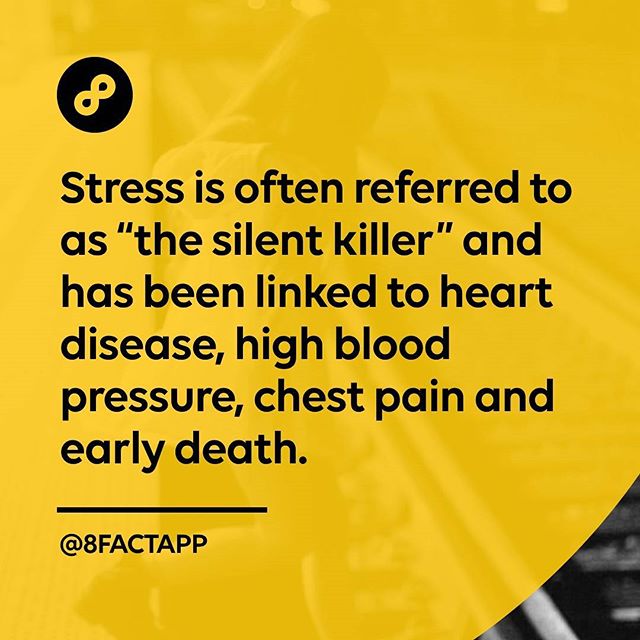 Stress is often referred to
as “the silent killer” and
has been linked to heart
disease, high blood
pressure, chest pain and
early death.
@8FACTAPP